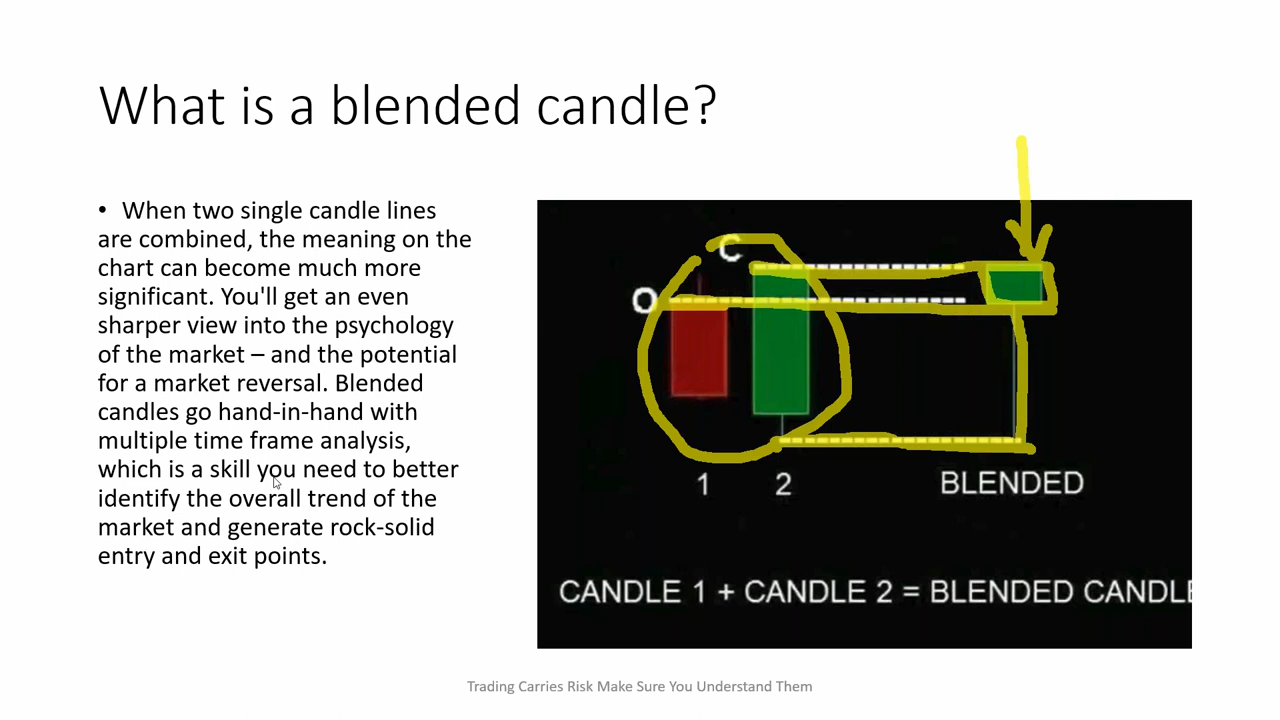 What is a blended candle?
• When two single candle lines
are combined, the meaning on the
chart can become much more
significant. You'll get an even
sharper view into the psychology
of the market – and the potential
for a market reversal. Blended
candles go hand-in-hand with
multiple time frame analysis,
which is a skill you need to better
identify the overall trend of the
market and generate rock-solid
entry and exit points.
C
O
1 2 BLENDED
CANDLE 1 + CANDLE 2 = BLENDED CANDLE
Trading Carries Risk Make Sure You Understand Them